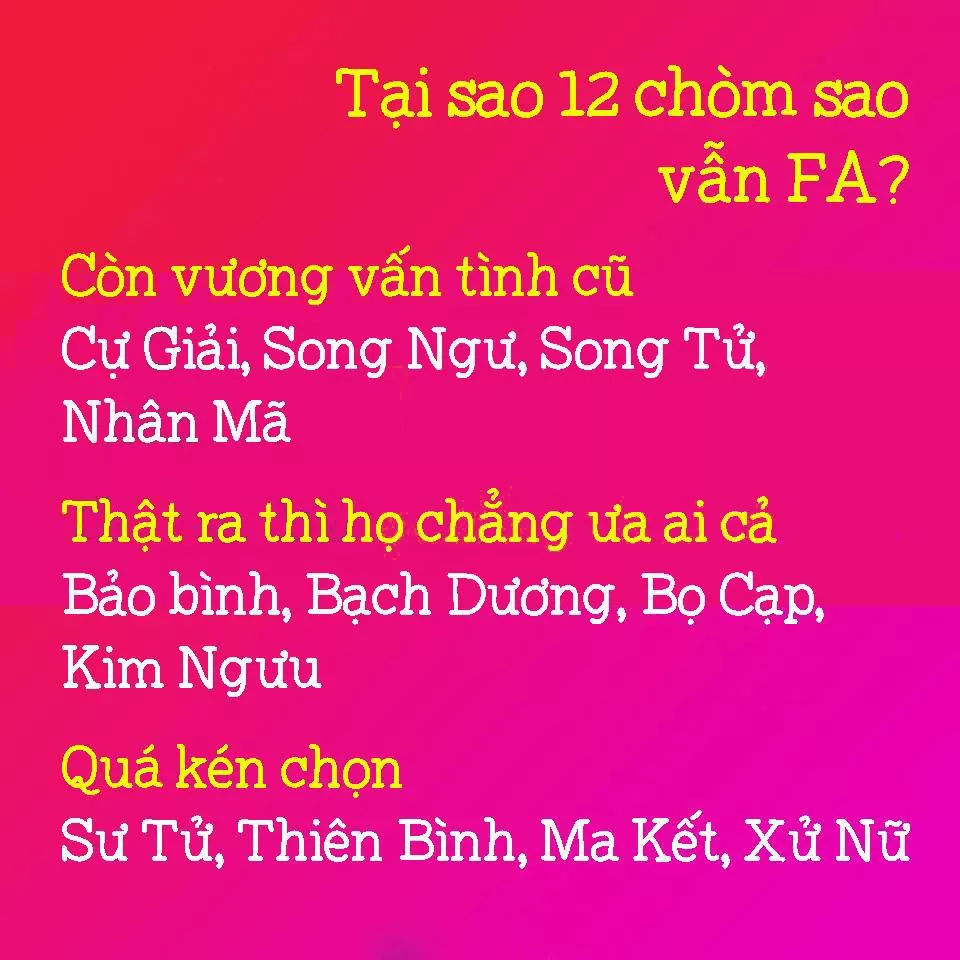 Tại sao 12 chòm sao
vẫn FA?
Còn vương vấn tình cũ
Cự Giải, Song Ngư, Song Tử,
Nhân Mã
Thật ra thì họ chẳng ưa ai cả
Bảo bình, Bạch Dương, Bọ Cạp,
Kim Ngưu
Quá kén chọn
Sư Tử, Thiên Bình, Ma Kết, Xử Nữ